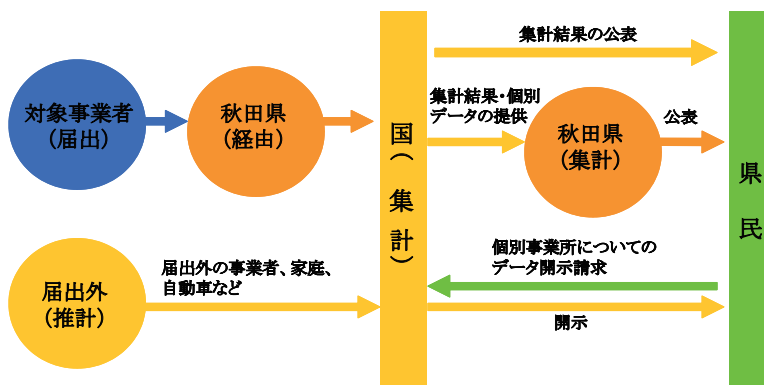 対象事業者
(届出)
秋田県
(経由)
届出外
(推計)
届出外の事業者、家庭、
自動車など
国(集計)
集計結果の公表
集計結果・個別
データの提供
秋田県
(集計)
公表
個別事業所についての
データ開示請求
開示
県民